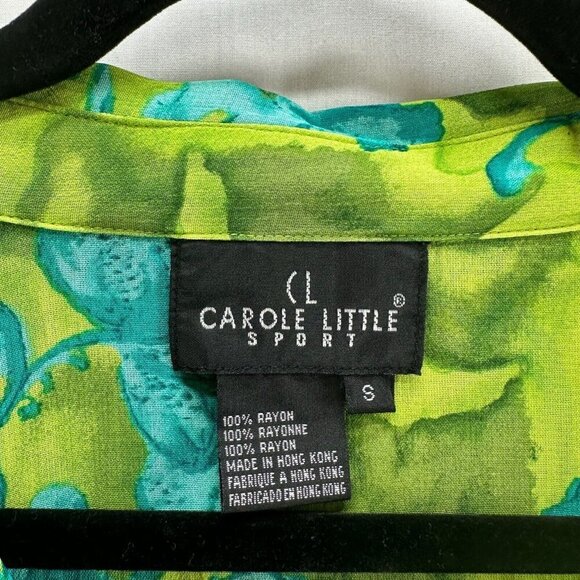 CL
CAROLE LITTLE®
SPORT
S
100% RAYON
100% RAYONNE
100% RAYON
MADE IN HONG KONG
FABRIQUE A HONG KONG
FABRICADO EN HONG KONG